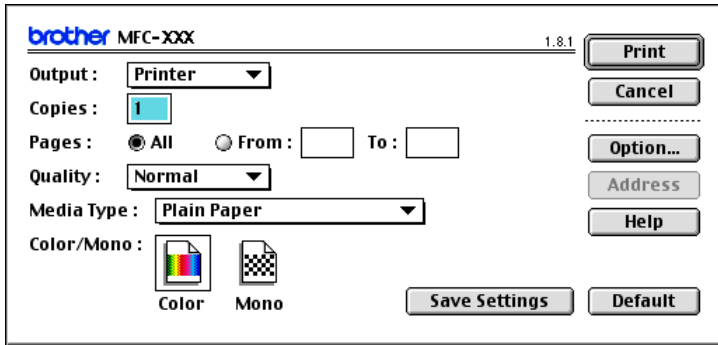 brother MFC-XXX 1.8.1
Print
Output : Printer
Cancel
Copies : 1
Pages : All From : To :
Option...
Quality : Normal
Address
Media Type : Plain Paper
Help
Color/Mono :
Color Mono
Save Settings Default